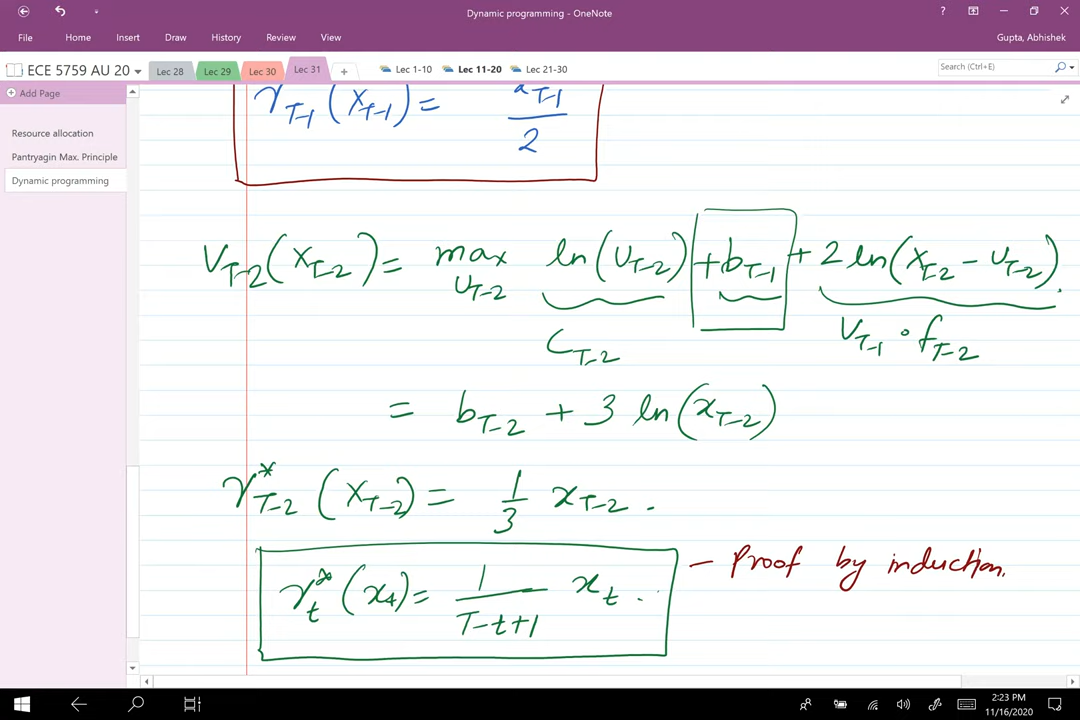 Dynamic programming - OneNote
File Home Insert Draw History Review View
Gupta, Abhishek
ECE 5759 AU 20 Lec 28 Lec 29 Lec 30 Lec 31 + Lec 1-10 Lec 11-20 Lec 21-30
Search (Ctrl+E)
Add Page
Resource allocation
Pantryagin Max. Principle
Dynamic programming
γ_{T-1}(x_{T-1}) = x_{T-1} / 2
V_{T-2}(x_{T-2}) = max_{u_{T-2}} ln(u_{T-2}) + b_{T-1} + 2 ln(x_{T-2} - u_{T-2}).
C_{T-2} V_{T-1} ∘ f_{T-2}
= b_{T-2} + 3 ln(x_{T-2})
γ*_{T-2}(x_{T-2}) = 1/3 x_{T-2}.
γ*_t(x_t) = 1/(T-t+1) x_t. - Proof by induction.
2:23 PM
11/16/2020